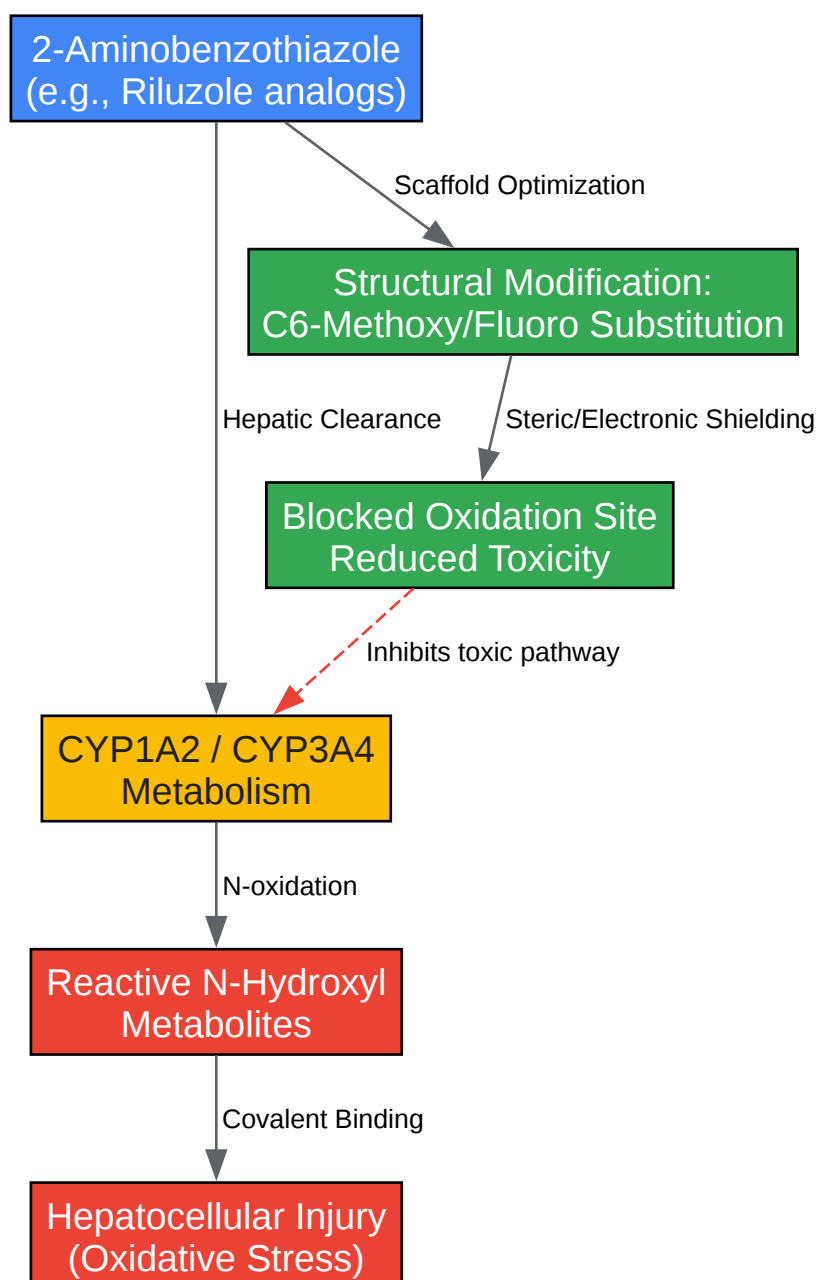 2-Aminobenzothiazole
(e.g., Riluzole analogs)
Scaffold Optimization
Structural Modification:
C6-Methoxy/Fluoro Substitution
Hepatic Clearance
Steric/Electronic Shielding
Blocked Oxidation Site
Reduced Toxicity
Inhibits toxic pathway
CYP1A2 / CYP3A4
Metabolism
N-oxidation
Reactive N-Hydroxyl
Metabolites
Covalent Binding
Hepatocellular Injury
(Oxidative Stress)